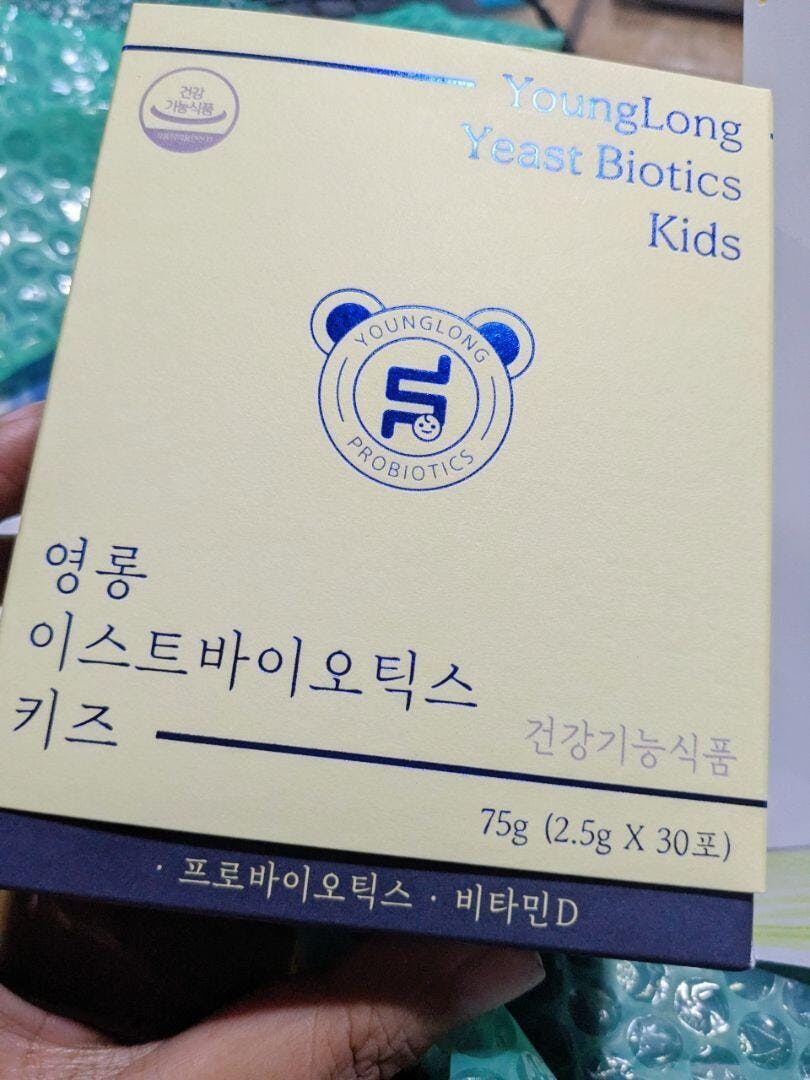 건강
기능식품
YoungLong
Yeast Biotics
Kids
YOUNGLONG
PROBIOTICS
영롱
이스트바이오틱스
키즈
건강기능식품
75g (2.5g X 30포)
· 프로바이오틱스 · 비타민D